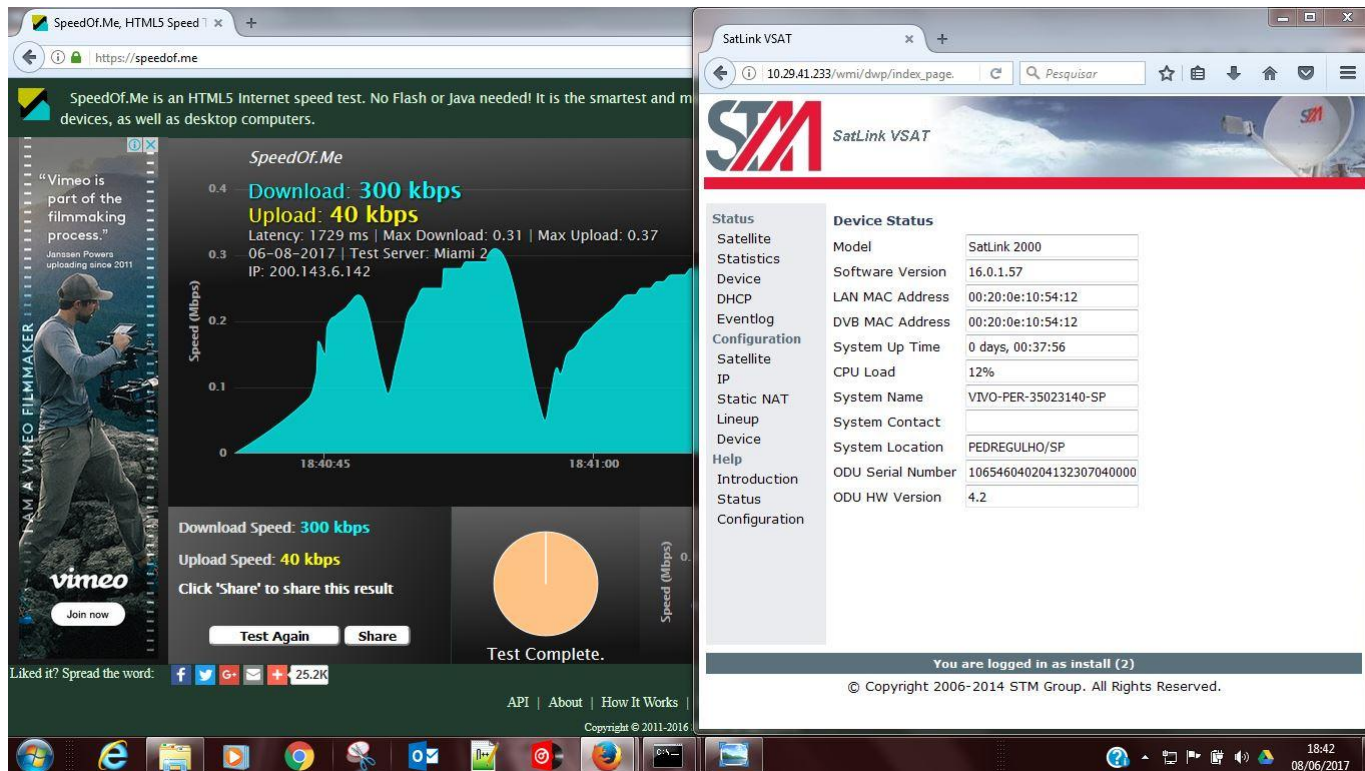 SpeedOf.Me, HTML5 Speed T
https://speedof.me
SpeedOf.Me is an HTML5 Internet speed test. No Flash or Java needed! It is the smartest and m
devices, as well as desktop computers.
"Vimeo is
part of the
filmmaking
process."
Janssen Powers
uploading since 2011
I AM A VIMEO FILMMAKER
vimeo
Join now
SpeedOf.Me
Download: 300 kbps
Upload: 40 kbps
Latency: 1729 ms | Max Download: 0.31 | Max Upload: 0.37
06-08-2017 | Test Server: Miami 2
IP: 200.143.6.142
Speed (Mbps)
0.4
0.3
0.2
0.1
0
18:40:45
18:41:00
Download Speed: 300 kbps
Upload Speed: 40 kbps
Click 'Share' to share this result
Test Again
Share
Test Complete.
Speed (Mbps)
0.
Liked it? Spread the word:
25.2K
API | About | How It Works |
Copyright © 2011-2016
SatLink VSAT
10.29.41.233/wmi/dwp/index_page.
Pesquisar
STM
SatLink VSAT
STM
Status
Satellite
Statistics
Device
DHCP
Eventlog
Configuration
Satellite
IP
Static NAT
Lineup
Device
Help
Introduction
Status
Configuration
Device Status
Model SatLink 2000
Software Version 16.0.1.57
LAN MAC Address 00:20:0e:10:54:12
DVB MAC Address 00:20:0e:10:54:12
System Up Time 0 days, 00:37:56
CPU Load 12%
System Name VIVO-PER-35023140-SP
System Contact
System Location PEDREGULHO/SP
ODU Serial Number 106546040204132307040000
ODU HW Version 4.2
You are logged in as install (2)
© Copyright 2006-2014 STM Group. All Rights Reserved.
18:42
08/06/2017